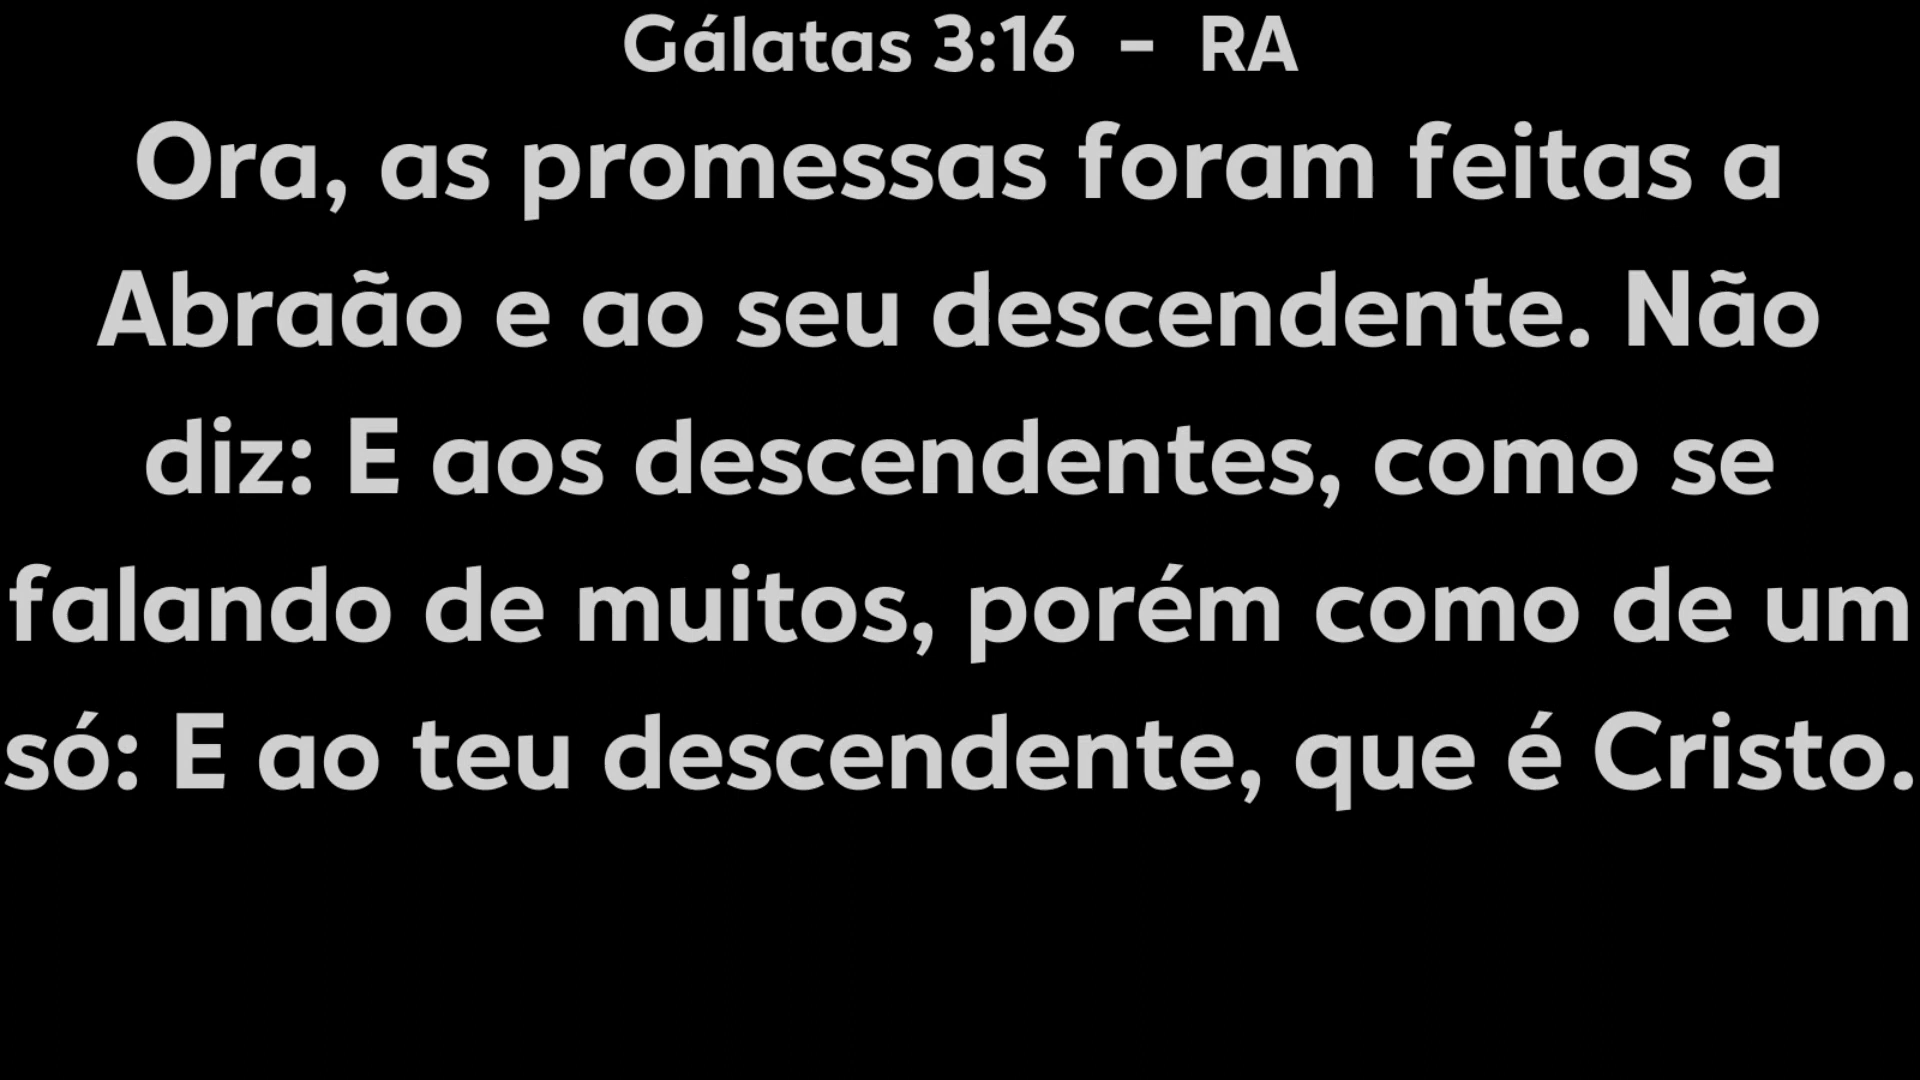 Gálatas 3:16 - RA
Ora, as promessas foram feitas a
Abraão e ao seu descendente. Não
diz: E aos descendentes, como se
falando de muitos, porém como de um
só: E ao teu descendente, que é Cristo.